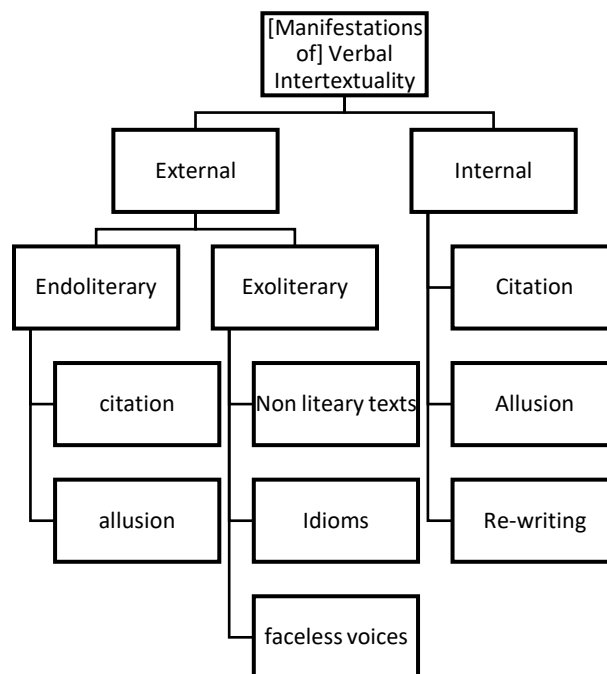 [Manifestations
of] Verbal
Intertextuality
External
Internal
Endoliterary
Exoliterary
Citation
citation
Non liteary texts
Allusion
allusion
Idioms
Re-writing
faceless voices